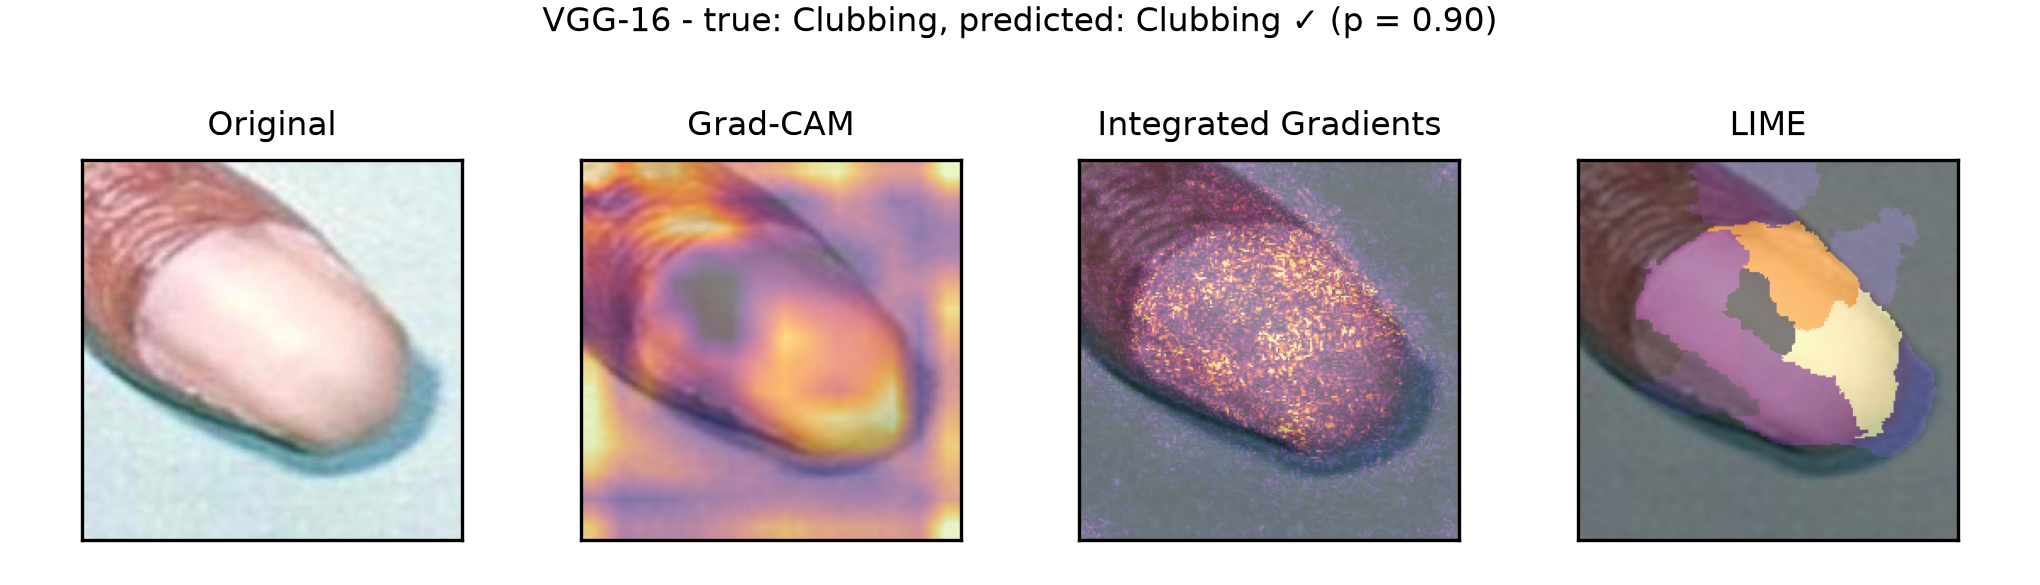 VGG-16 - true: Clubbing, predicted: Clubbing ✓ (p = 0.90)
Original
Grad-CAM
Integrated Gradients
LIME